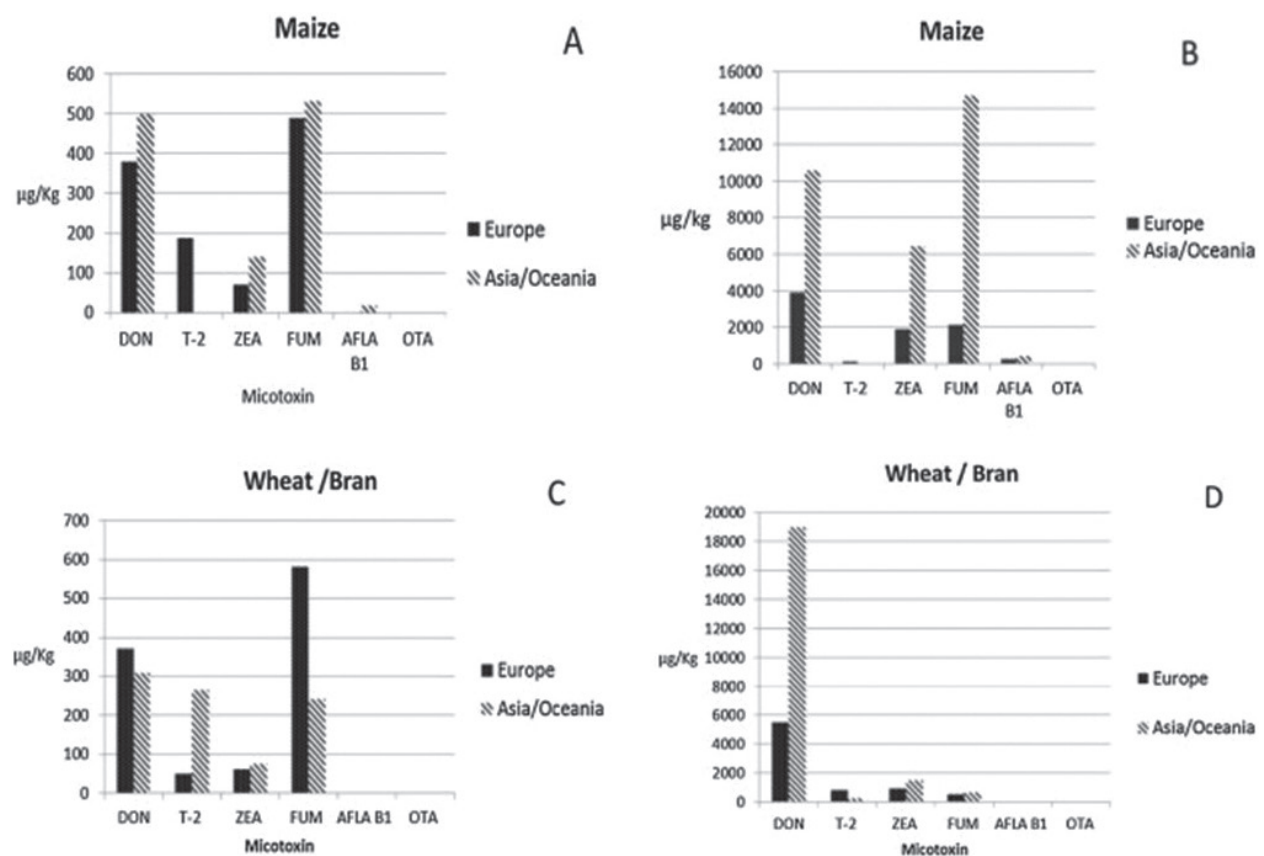 Maize
A
600
500
400
µg/Kg 300
200
100
0
DON T-2 ZEA FUM AFLA B1 OTA
Micotoxin
Europe
Asia/Oceania
Maize
B
16000
14000
12000
10000
µg/kg 8000
6000
4000
2000
0
DON T-2 ZEA FUM AFLA B1 OTA
Europe
Asia/Oceania
Wheat /Bran
C
700
600
500
400
µg/Kg
300
200
100
0
DON T-2 ZEA FUM AFLA B1 OTA
Micotoxin
Europe
Asia/Oceania
Wheat / Bran
D
20000
18000
16000
14000
12000
µg/Kg 10000
8000
6000
4000
2000
0
DON T-2 ZEA FUM AFLA B1 OTA
Micotoxin
Europe
Asia/Oceania